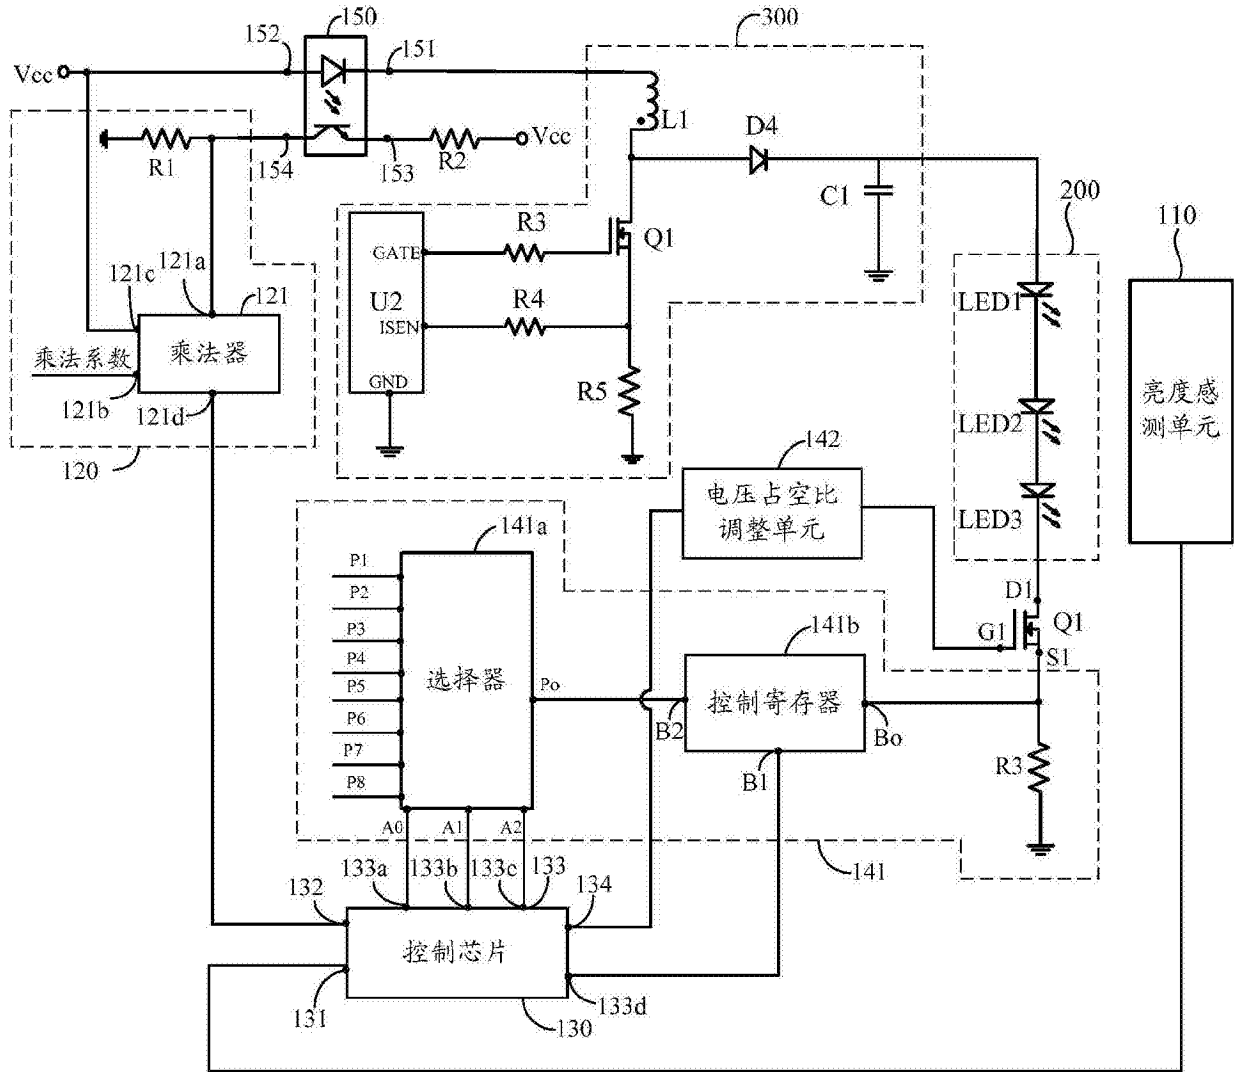 152
150
151
300
Vcc
L1
D4
R1
154
153
R2
Vcc
C1
200
110
R3
Q1
GATE
121c
121a
121
U2
R4
ISEN
LED1
乘法系数
乘法器
GND
R5
亮度感
测单元
121b
121d
LED2
142
120
电压占空比
调整单元
LED3
141a
P1
P2
P3
P4
P5
P6
P7
P8
选择器
Po
D1
G1
Q1
S1
141b
控制寄存器
B2
Bo
B1
R3
A0
A1
A2
133a
133b
133c
133
134
141
132
控制芯片
131
130
133d